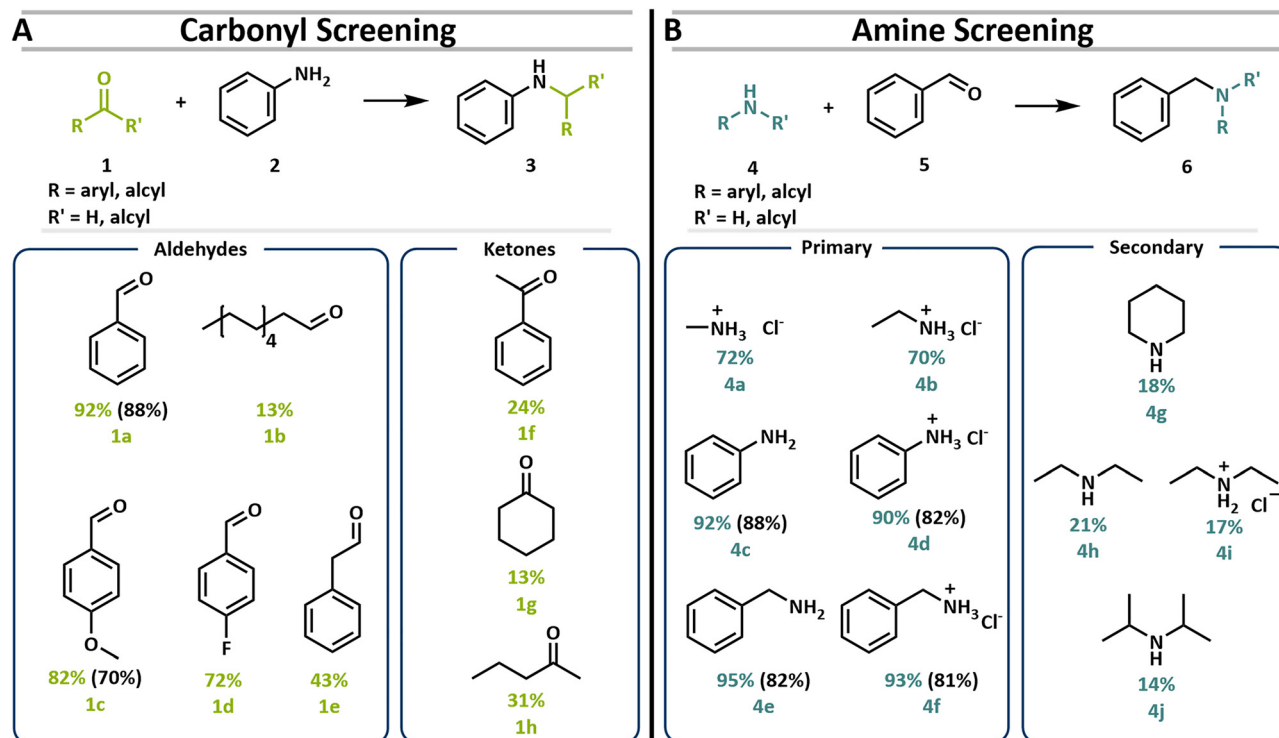 A Carbonyl Screening
O
R R'
1
+
NH₂
2
H
N R'
R
3
R = aryl, alcyl
R' = H, alcyl
Aldehydes
O
92% (88%)
1a
4 O
13%
1b
O
O
82% (70%)
1c
O
F
72%
1d
O
43%
1e
Ketones
O
24%
1f
O
13%
1g
O
31%
1h
B Amine Screening
H
N
R R'
4
+
O
5
R'
N
R
6
R = aryl, alcyl
R' = H, alcyl
Primary
+
NH₃ Cl⁻
72%
4a
+
NH₃ Cl⁻
70%
4b
NH₂
92% (88%)
4c
+
NH₃ Cl⁻
90% (82%)
4d
NH₂
95% (82%)
4e
+
NH₃ Cl⁻
93% (81%)
4f
Secondary
N
H
18%
4g
N
H
21%
4h
+
N
H₂ Cl⁻
17%
4i
N
H
14%
4j